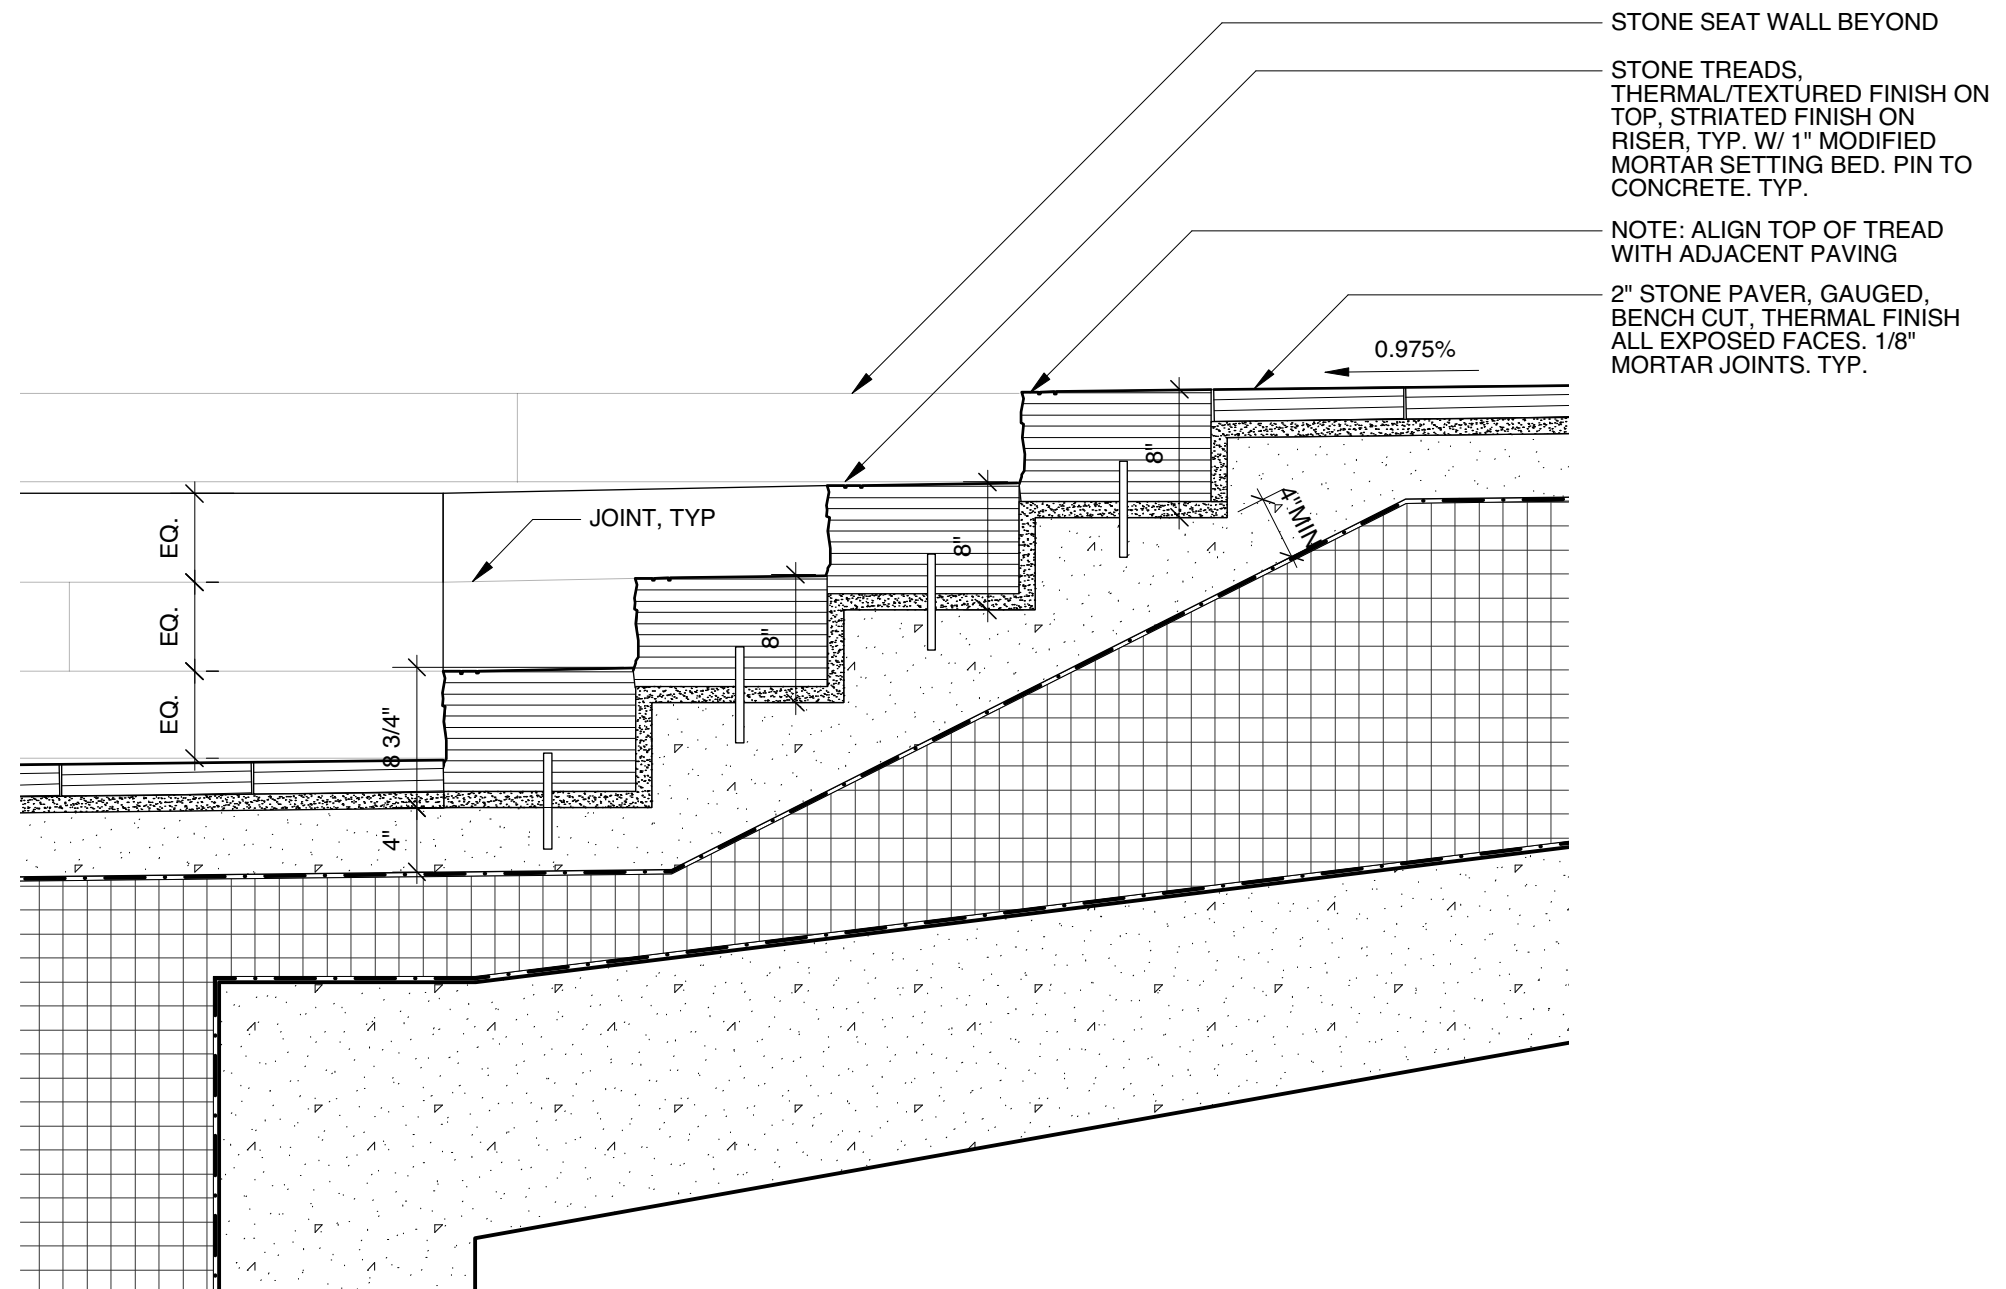 STONE SEAT WALL BEYOND
STONE TREADS,
THERMAL/TEXTURED FINISH ON
TOP, STRIATED FINISH ON
RISER, TYP. W/ 1" MODIFIED
MORTAR SETTING BED. PIN TO
CONCRETE. TYP.
NOTE: ALIGN TOP OF TREAD
WITH ADJACENT PAVING
2" STONE PAVER, GAUGED,
BENCH CUT, THERMAL FINISH
ALL EXPOSED FACES. 1/8"
MORTAR JOINTS. TYP.
0.975%
8"
4"MIN
JOINT, TYP
8"
EQ.
8"
EQ.
EQ.
8 3/4"
4"